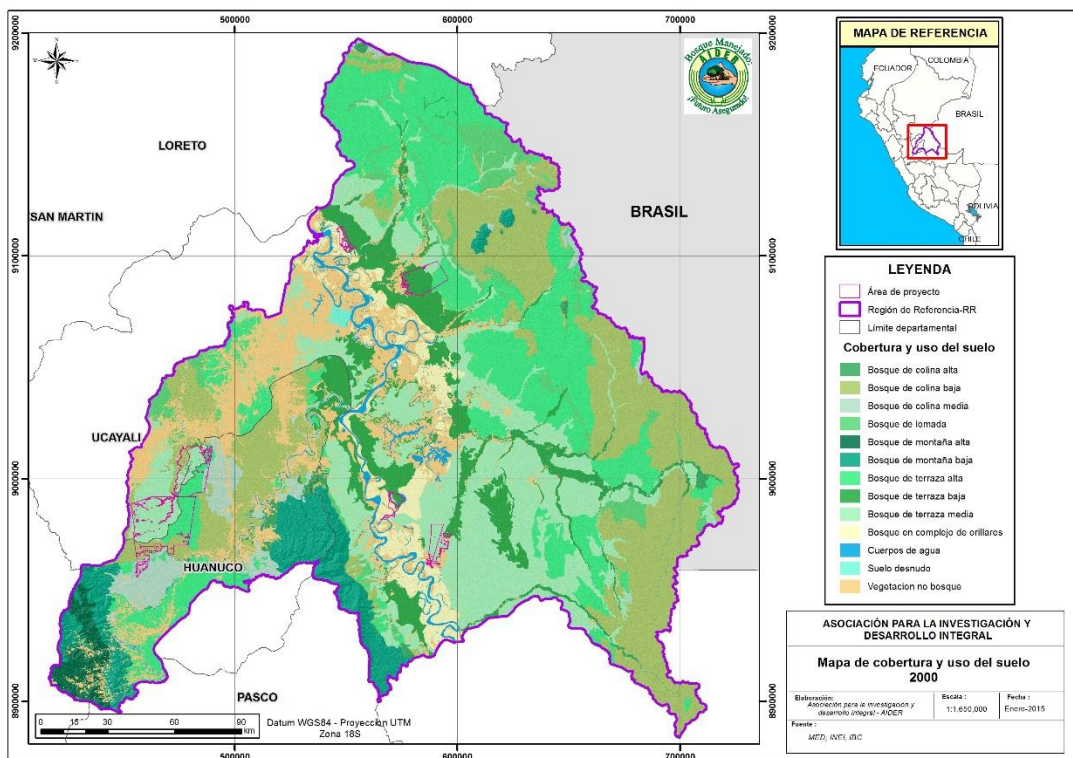 500000
600000
700000
9200000
9100000
9000000
8900000
9200000
9100000
9000000
8900000
LORETO
SAN MARTIN
BRASIL
UCAYALI
HUANUCO
PASCO
Bosque Manejado:
AIDER
¡Futuro Asegurado!
0 15 30 60 90
km
Datum WGS84 - Proyección UTM
Zona 18S
500000
600000
700000
MAPA DE REFERENCIA
ECUADOR
COLOMBIA
BRASIL
BOLIVIA
CHILE
LEYENDA
Área de proyecto
Región de Referencia-RR
Límite departamental
Cobertura y uso del suelo
Bosque de colina alta
Bosque de colina baja
Bosque de colina media
Bosque de lomada
Bosque de montaña alta
Bosque de montaña baja
Bosque de terraza alta
Bosque de terraza baja
Bosque de terraza media
Bosque en complejo de orillares
Cuerpos de agua
Suelo desnudo
Vegetacion no bosque
ASOCIACIÓN PARA LA INVESTIGACIÓN Y
DESARROLLO INTEGRAL
Mapa de cobertura y uso del suelo
2000
Elaboración:
Asociación para la investigación y
desarrollo integral - AIDER
Escala :
1:1,650,000
Fecha :
Enero-2015
Fuente :
MED, INEI, IBC